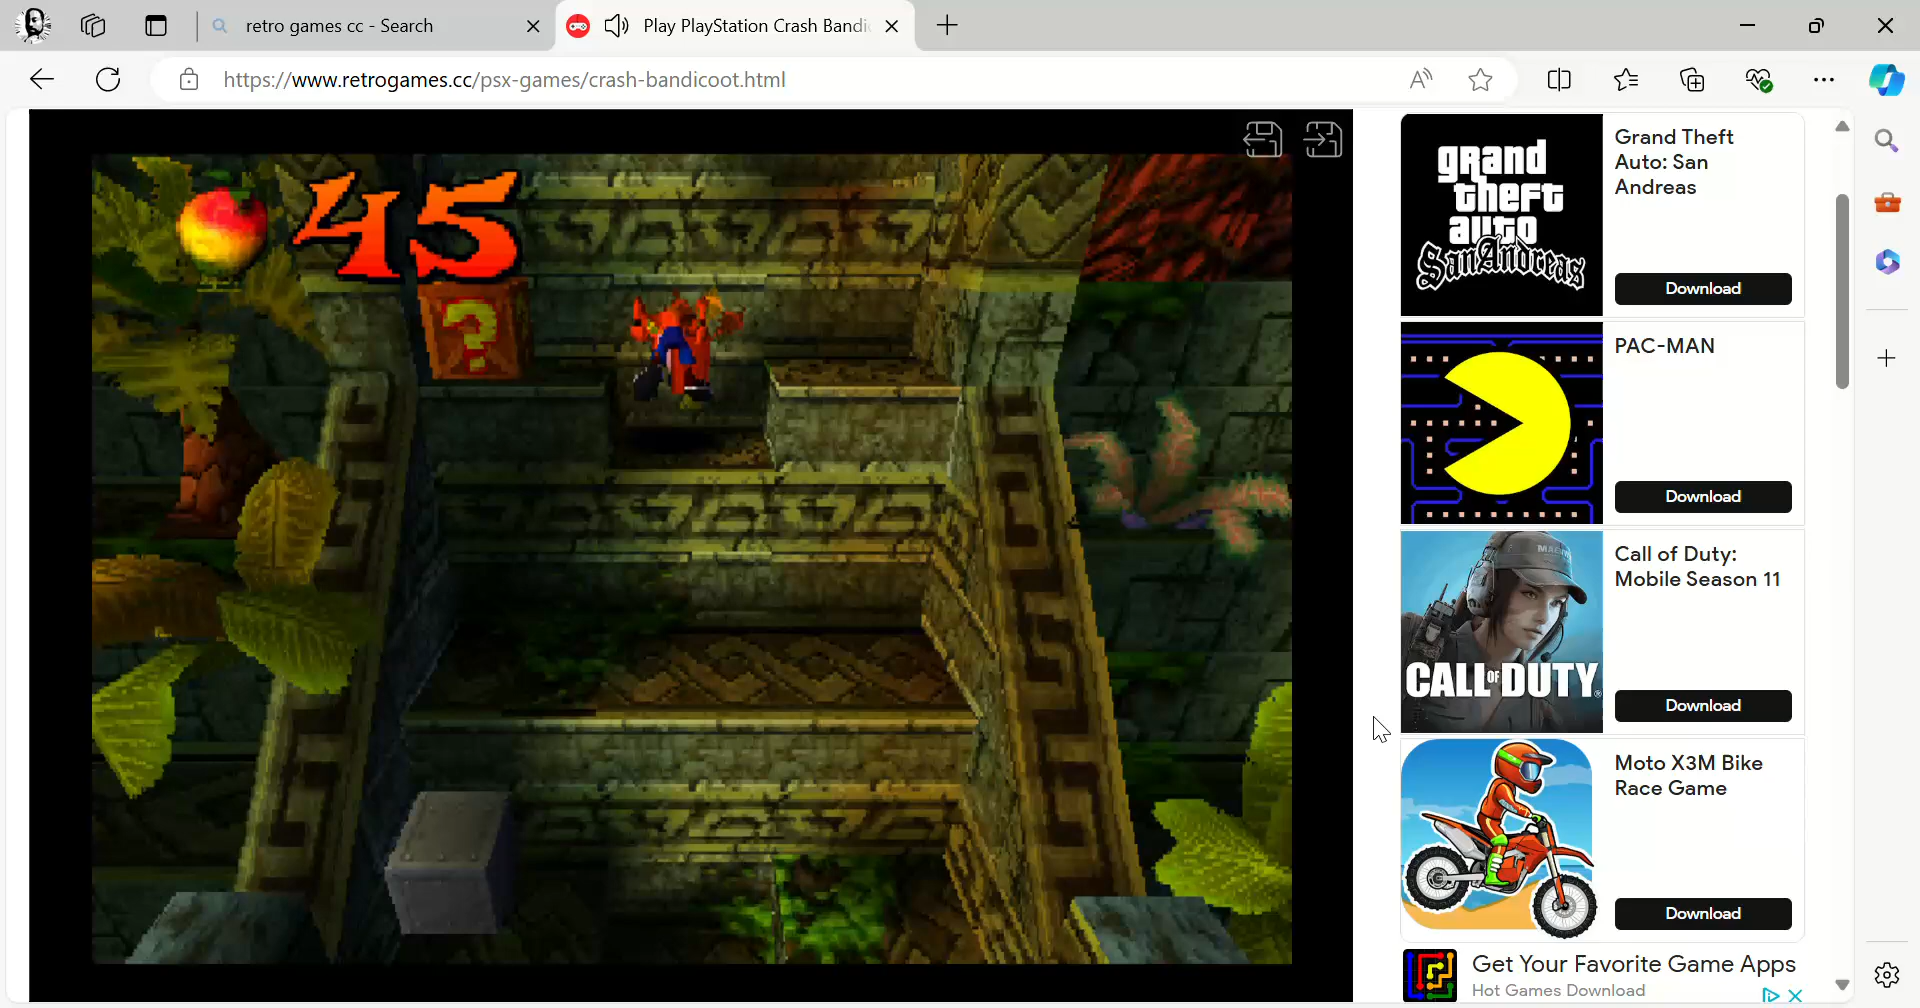 retro games cc - Search
Play PlayStation Crash Bandic
https://www.retrogames.cc/psx-games/crash-bandicoot.html
45
?
grand
theft
auto
San Andreas
Grand Theft
Auto: San
Andreas
Download
PAC-MAN
Download
CALL OF DUTY
Call of Duty:
Mobile Season 11
Download
Moto X3M Bike
Race Game
Download
Get Your Favorite Game Apps
Hot Games Download